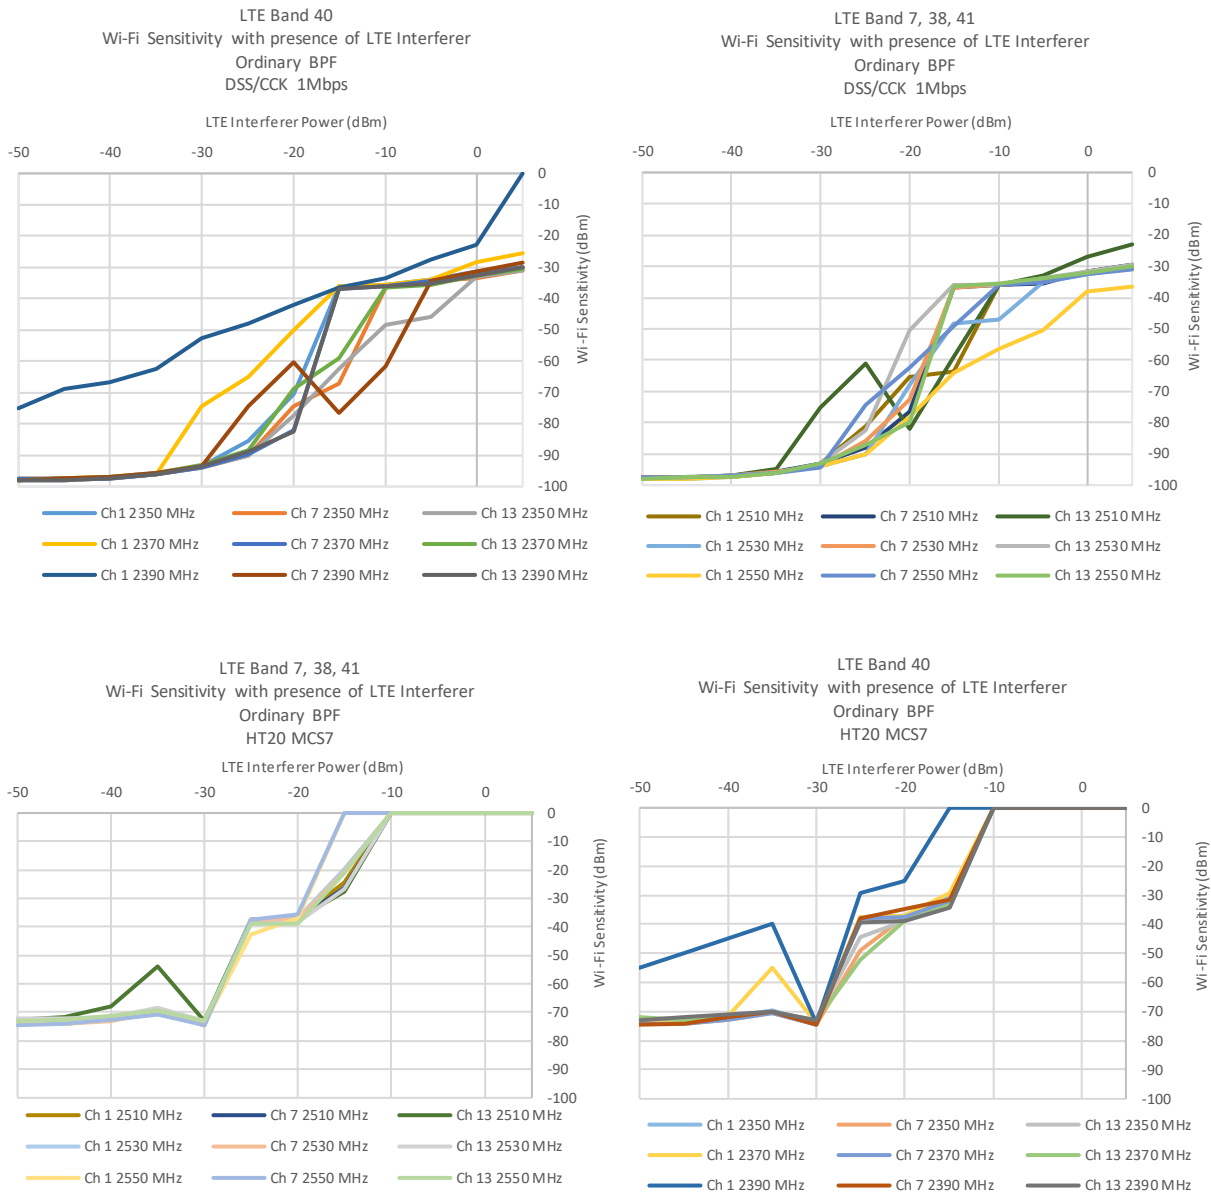 LTE Band 40
Wi-Fi Sensitivity with presence of LTE Interferer
Ordinary BPF
DSS/CCK 1Mbps
LTE Interferer Power (dBm)
-50 -40 -30 -20 -10 0
0
-10
-20
-30
-40
-50
-60
-70
-80
-90
-100
Wi-Fi Sensitivity (dBm)
Ch1 2350 MHz Ch 7 2350 MHz Ch 13 2350 MHz
Ch 1 2370 MHz Ch 7 2370 MHz Ch 13 2370 MHz
Ch 1 2390 MHz Ch 7 2390 MHz Ch 13 2390 MHz
LTE Band 7, 38, 41
Wi-Fi Sensitivity with presence of LTE Interferer
Ordinary BPF
DSS/CCK 1Mbps
LTE Interferer Power (dBm)
-50 -40 -30 -20 -10 0
0
-10
-20
-30
-40
-50
-60
-70
-80
-90
-100
Wi-Fi Sensitivity (dBm)
Ch 1 2510 MHz Ch 7 2510 MHz Ch 13 2510 MHz
Ch 1 2530 MHz Ch 7 2530 MHz Ch 13 2530 MHz
Ch 1 2550 MHz Ch 7 2550 MHz Ch 13 2550 MHz
LTE Band 7, 38, 41
Wi-Fi Sensitivity with presence of LTE Interferer
Ordinary BPF
HT20 MCS7
LTE Interferer Power (dBm)
-50 -40 -30 -20 -10 0
0
-10
-20
-30
-40
-50
-60
-70
-80
-90
-100
Wi-Fi Sensitivity (dBm)
Ch 1 2510 MHz Ch 7 2510 MHz Ch 13 2510 MHz
Ch 1 2530 MHz Ch 7 2530 MHz Ch 13 2530 MHz
Ch 1 2550 MHz Ch 7 2550 MHz Ch 13 2550 MHz
LTE Band 40
Wi-Fi Sensitivity with presence of LTE Interferer
Ordinary BPF
HT20 MCS7
LTE Interferer Power (dBm)
-50 -40 -30 -20 -10 0
0
-10
-20
-30
-40
-50
-60
-70
-80
-90
-100
Wi-Fi Sensitivity (dBm)
Ch 1 2350 MHz Ch 7 2350 MHz Ch 13 2350 MHz
Ch 1 2370 MHz Ch 7 2370 MHz Ch 13 2370 MHz
Ch 1 2390 MHz Ch 7 2390 MHz Ch 13 2390 MHz